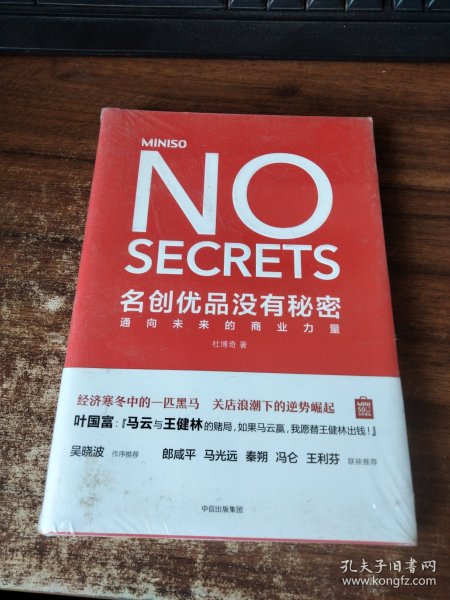 MINISO
NO
SECRETS
名创优品没有秘密
通向未来的商业力量
杜博奇 著
经济寒冬中的一匹黑马 关店浪潮下的逆势崛起
叶国富：『马云与王健林的赌局，如果马云赢，我愿替王健林出钱！』
MINI
SO
吴晓波 作序推荐 郎咸平 马光远 秦朔 冯仑 王利芬 联袂推荐
中信出版集团
孔夫子旧书网
www.kongfz.com